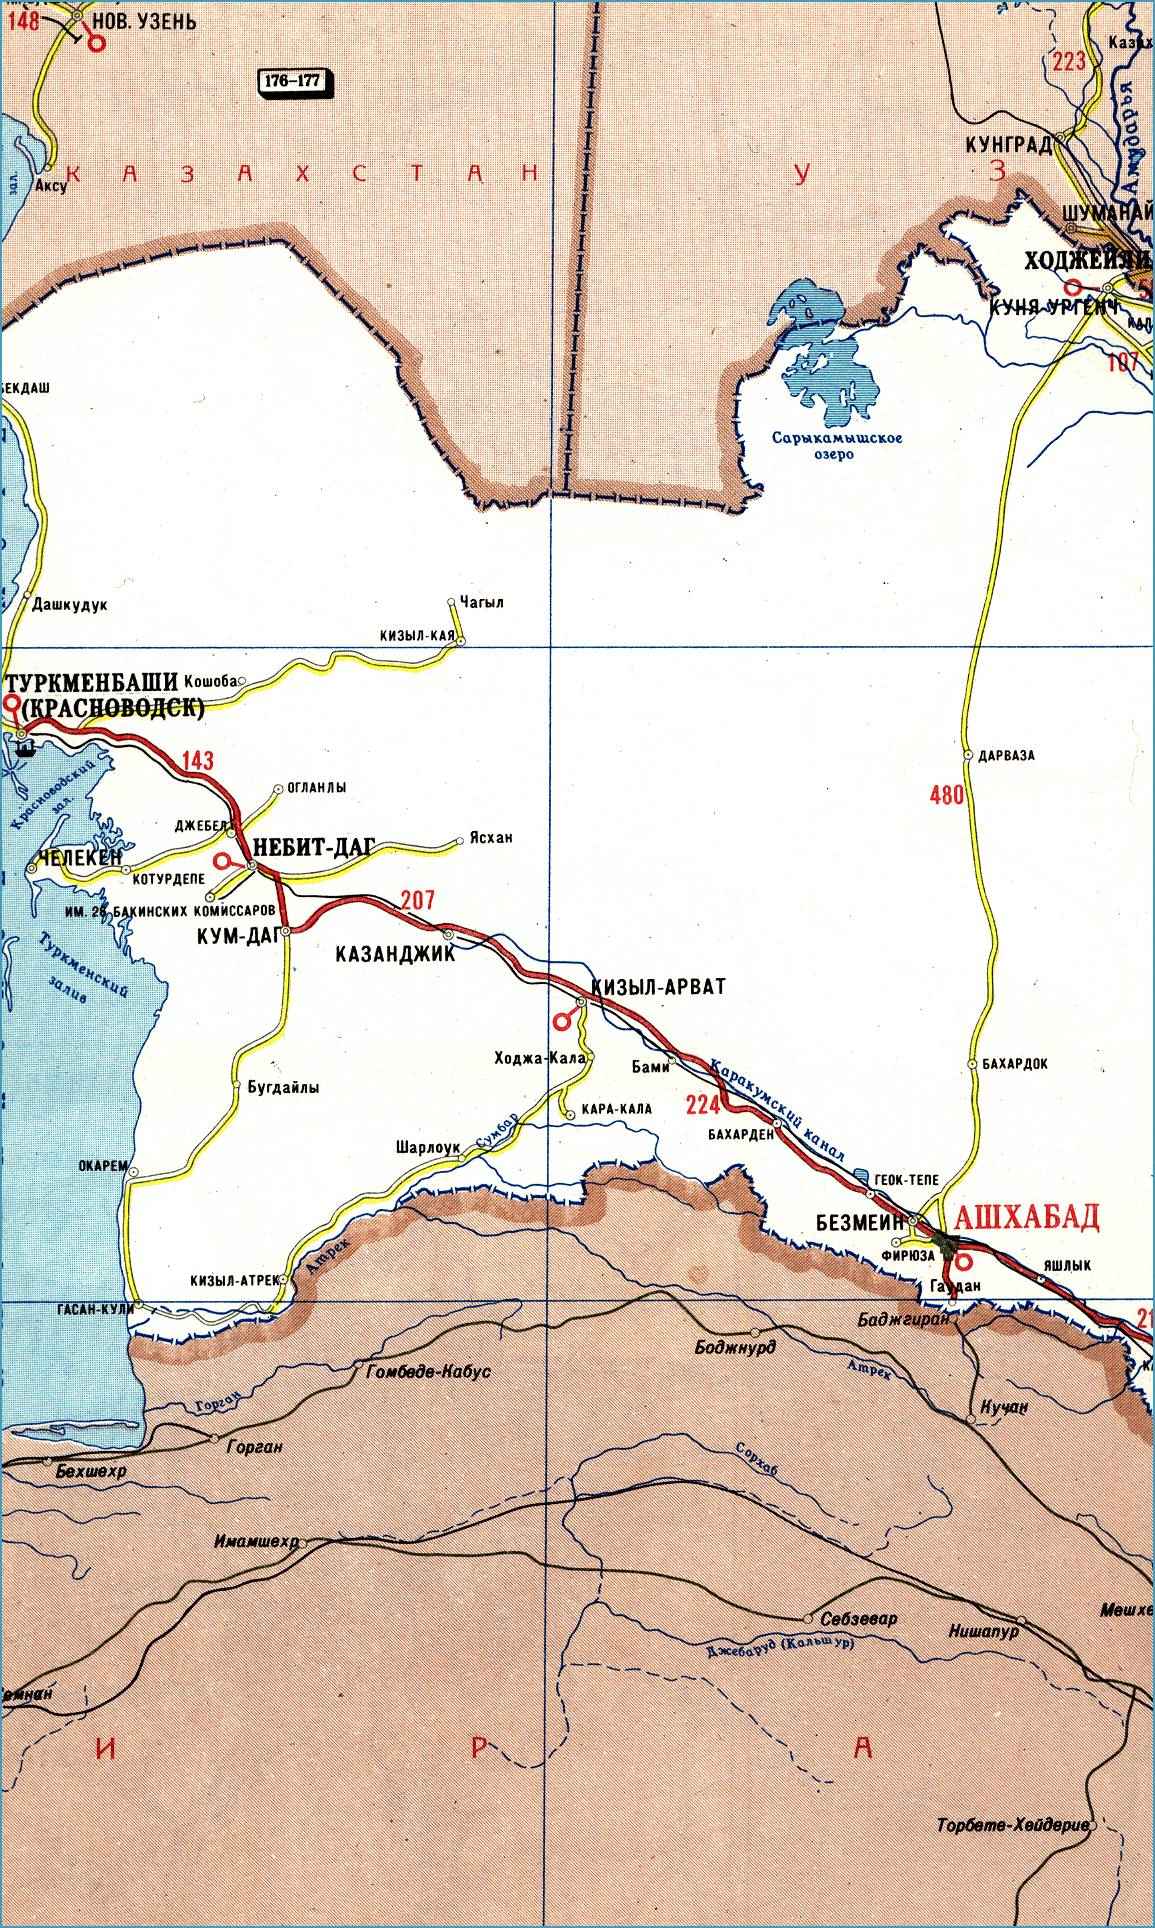 148
НОВ. УЗЕНЬ
176–177
223
Амударья
КУНГРАД
КАЗАХСТАН
У З
зал.
Аксу
ШУМАНАЙ
ХОДЖЕЙЛИ
КУНЯ-УРГЕНЧ
107
БЕКДАШ
Сарыкамышское
озеро
Дашкудук
Чагыл
КИЗЫЛ-КАЯ
ТУРКМЕНБАШИ
(КРАСНОВОДСК)
Кошоба
143
ДАРВАЗА
480
Красноводский
зал.
ОГЛАНЛЫ
ДЖЕБЕЛ
НЕБИТ-ДАГ
Ясхан
ЧЕЛЕКЕН
КОТУРДЕПЕ
207
ИМ. 26 БАКИНСКИХ КОМИССАРОВ
КУМ-ДАГ
КАЗАНДЖИК
Туркменский
залив
КИЗЫЛ-АРВАТ
Ходжа-Кала
Бами
БАХАРДОК
Бугдайлы
Каракумский канал
224
КАРА-КАЛА
БАХАРДЕН
Сумбар
Шарлоук
ОКАРЕМ
ГЕОК-ТЕПЕ
БЕЗМЕИН
АШХАБАД
ФИРЮЗА
Атрек
КИЗЫЛ-АТРЕК
Гаудан
ЯШЛЫК
ГАСАН-КУЛИ
Баджгиран
21
Боджнурд
Гомбеде-Кабус
Атрек
Горган
Кучан
Горган
Бехшехр
Сорхаб
Имамшехр
Себзевар
Нишапур
Мешхе
Джебаруд (Кальшур)
емнан
И Р А
Торбете-Хейдерие